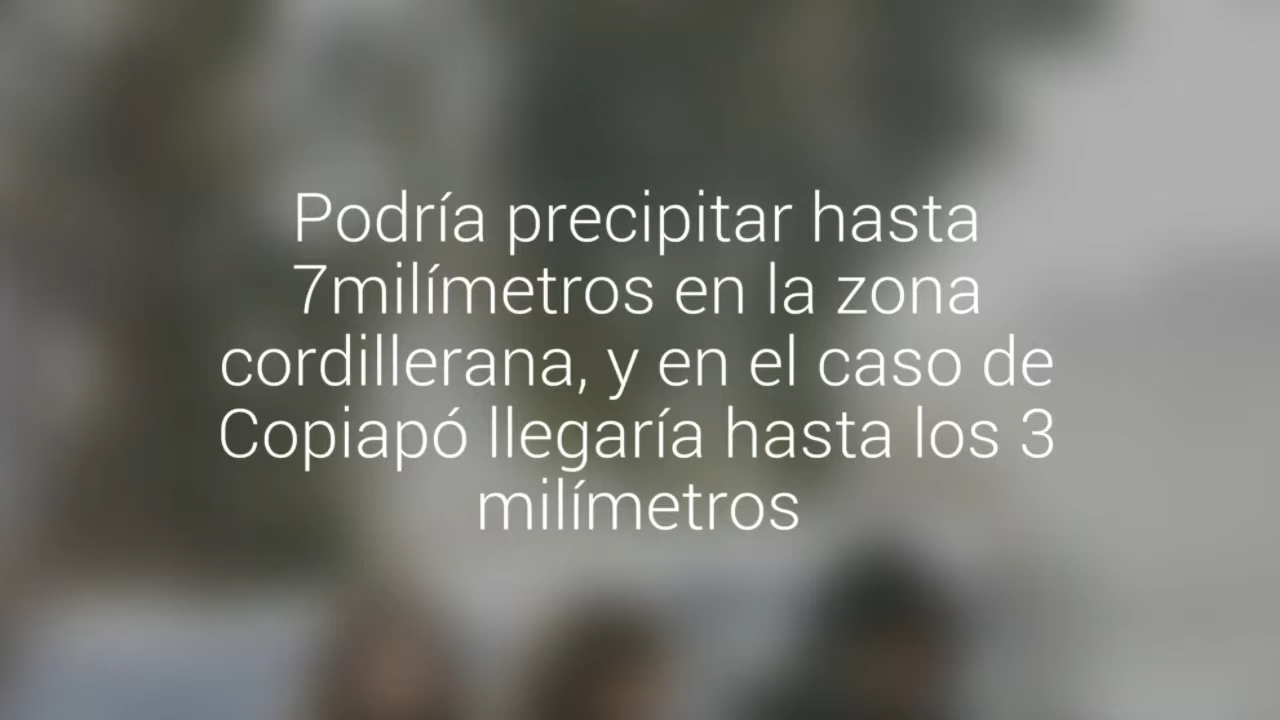 Podría precipitar hasta
7milímetros en la zona
cordillerana, y en el caso de
Copiapó llegaría hasta los 3
milímetros